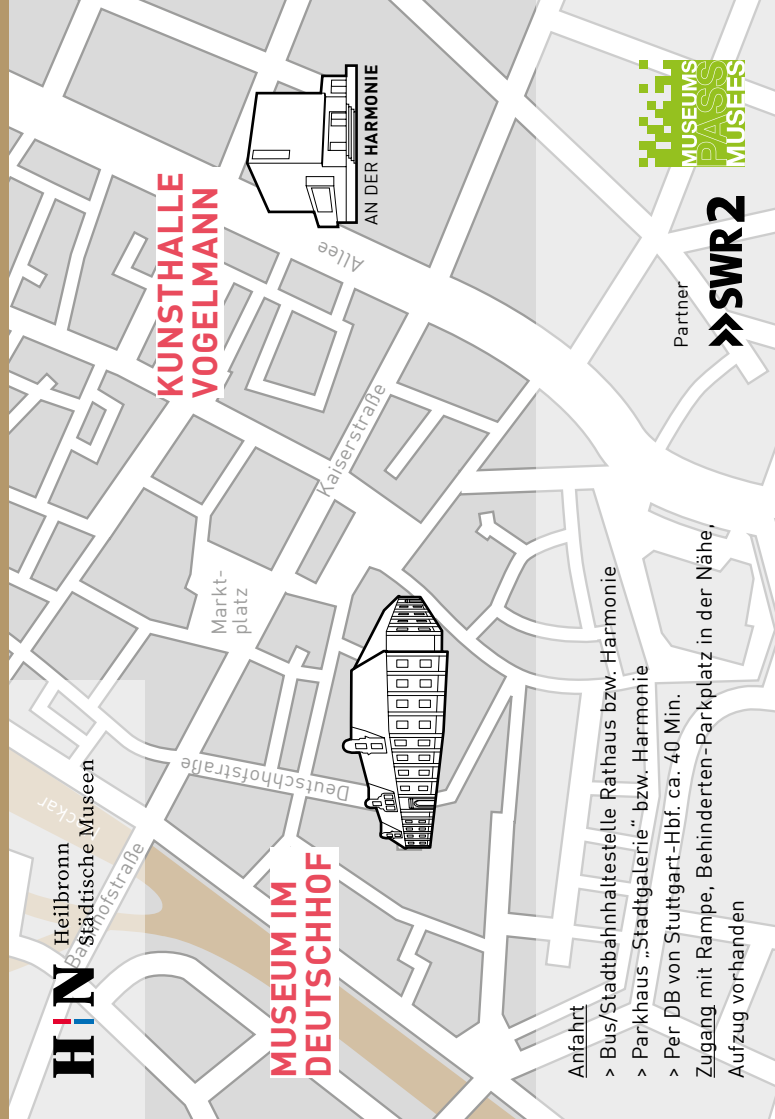 H|N
Heilbronn
Städtische Museen
Bahnhofstraße
Neckar
MUSEUM IM
DEUTSCHHOF
Deutschhofstraße
Markt-
platz
Kaiserstraße
Allee
KUNSTHALLE
VOGELMANN
AN DER HARMONIE
Anfahrt
> Bus/Stadtbahnhaltestelle Rathaus bzw. Harmonie
> Parkhaus „Stadtgalerie“ bzw. Harmonie
> Per DB von Stuttgart-Hbf. ca. 40 Min.
Zugang mit Rampe, Behinderten-Parkplatz in der Nähe,
Aufzug vorhanden
Partner
SWR2
MUSEUMS
PASS
MUSEES